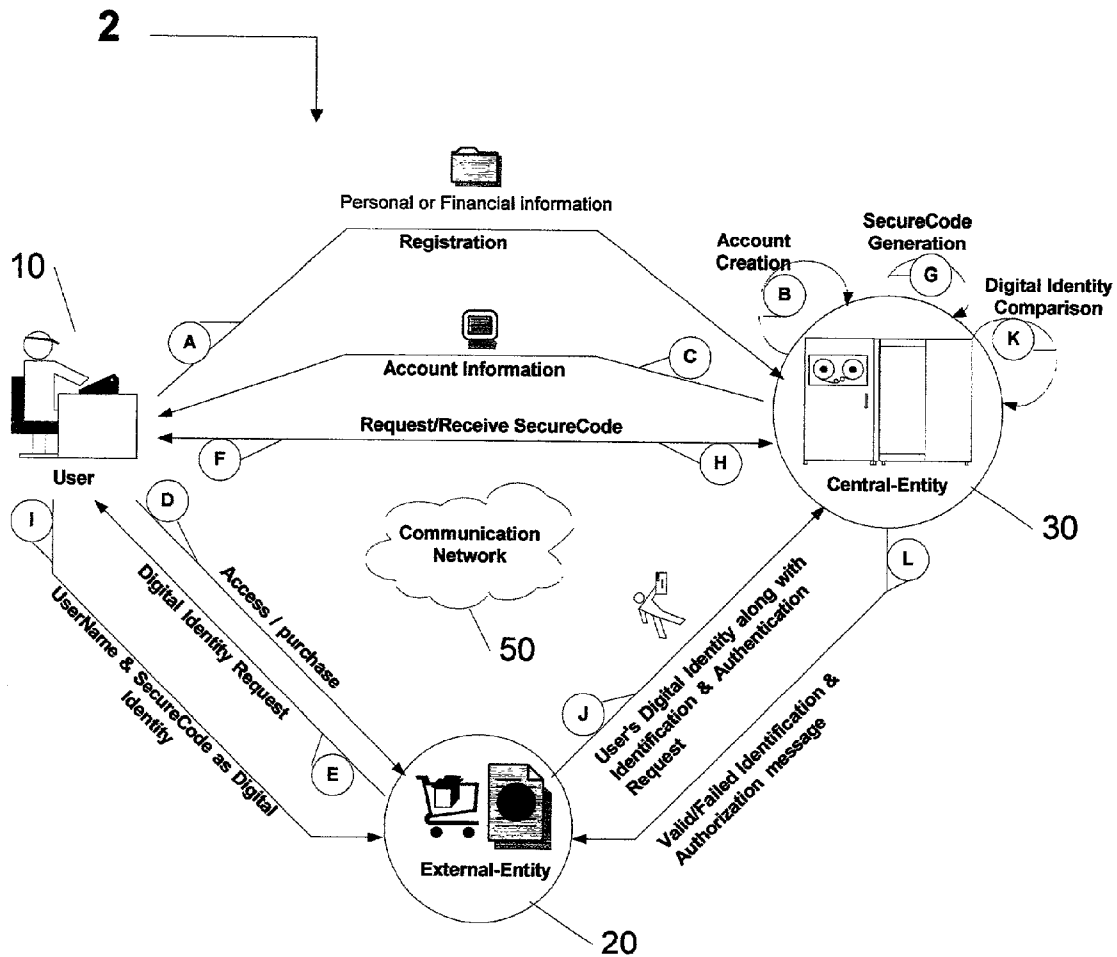 2
Personal or Financial information
Registration
SecureCode
Generation
G
Account
Creation
B
Digital Identity
Comparison
K
10
A
C
Account Information
Request/Receive SecureCode
F
H
User
Central-Entity
30
I
D
Communication
Network
50
L
Access / purchase
Digital Identity Request
UserName & SecureCode as Digital
Identity
E
J
User's Digital Identity along with
Identification & Authentication
Request
Valid/Failed Identification &
Authorization message
External-Entity
20